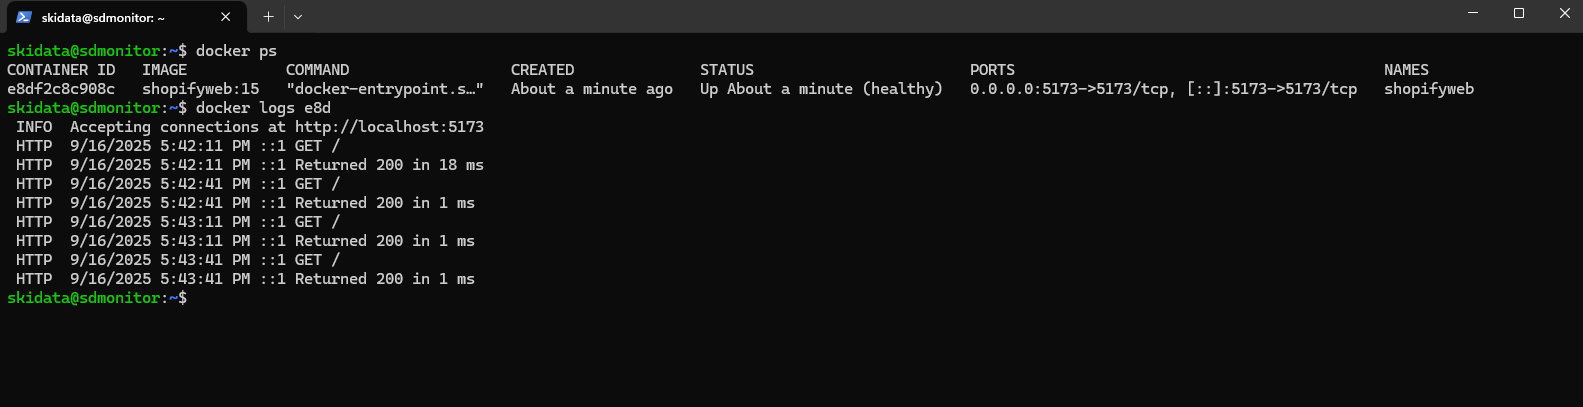 skidata@sdmonitor: ~
skidata@sdmonitor:~$ docker ps
CONTAINER ID   IMAGE           COMMAND                  CREATED              STATUS                        PORTS                                         NAMES
e8df2c8c908c   shopifyweb:15   "docker-entrypoint.s…"   About a minute ago   Up About a minute (healthy)   0.0.0.0:5173->5173/tcp, [::]:5173->5173/tcp   shopifyweb
skidata@sdmonitor:~$ docker logs e8d
 INFO  Accepting connections at http://localhost:5173
 HTTP  9/16/2025 5:42:11 PM ::1 GET /
 HTTP  9/16/2025 5:42:11 PM ::1 Returned 200 in 18 ms
 HTTP  9/16/2025 5:42:41 PM ::1 GET /
 HTTP  9/16/2025 5:42:41 PM ::1 Returned 200 in 1 ms
 HTTP  9/16/2025 5:43:11 PM ::1 GET /
 HTTP  9/16/2025 5:43:11 PM ::1 Returned 200 in 1 ms
 HTTP  9/16/2025 5:43:41 PM ::1 GET /
 HTTP  9/16/2025 5:43:41 PM ::1 Returned 200 in 1 ms
skidata@sdmonitor:~$